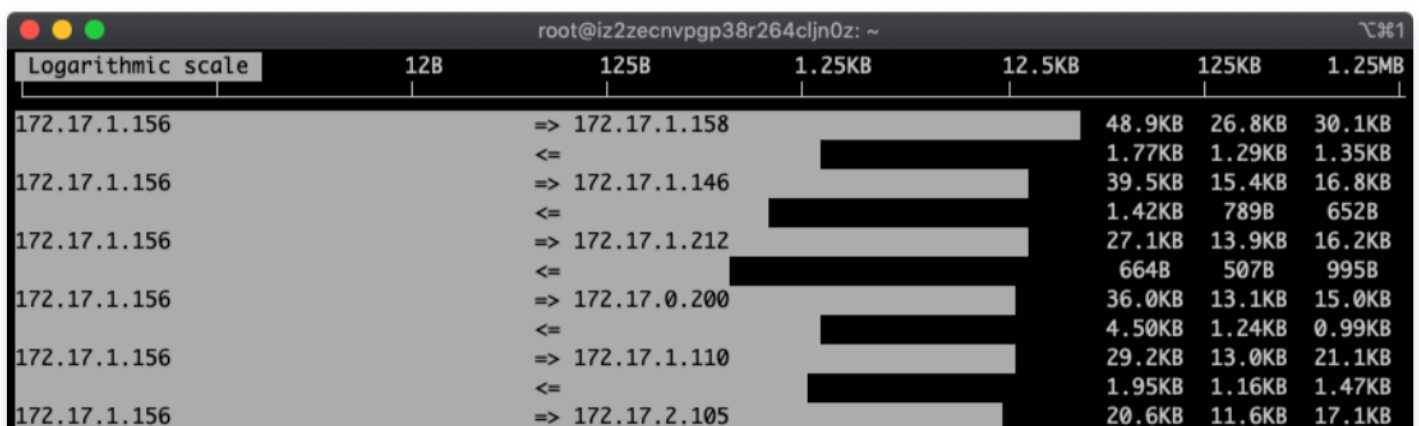 root@iz2zecnvpgp38r264cljn0z: ~ ⌥⌘1
Logarithmic scale 12B 125B 1.25KB 12.5KB 125KB 1.25MB
172.17.1.156 => 172.17.1.158 48.9KB 26.8KB 30.1KB
<= 1.77KB 1.29KB 1.35KB
172.17.1.156 => 172.17.1.146 39.5KB 15.4KB 16.8KB
<= 1.42KB 789B 652B
172.17.1.156 => 172.17.1.212 27.1KB 13.9KB 16.2KB
<= 664B 507B 995B
172.17.1.156 => 172.17.0.200 36.0KB 13.1KB 15.0KB
<= 4.50KB 1.24KB 0.99KB
172.17.1.156 => 172.17.1.110 29.2KB 13.0KB 21.1KB
<= 1.95KB 1.16KB 1.47KB
172.17.1.156 => 172.17.2.105 20.6KB 11.6KB 17.1KB